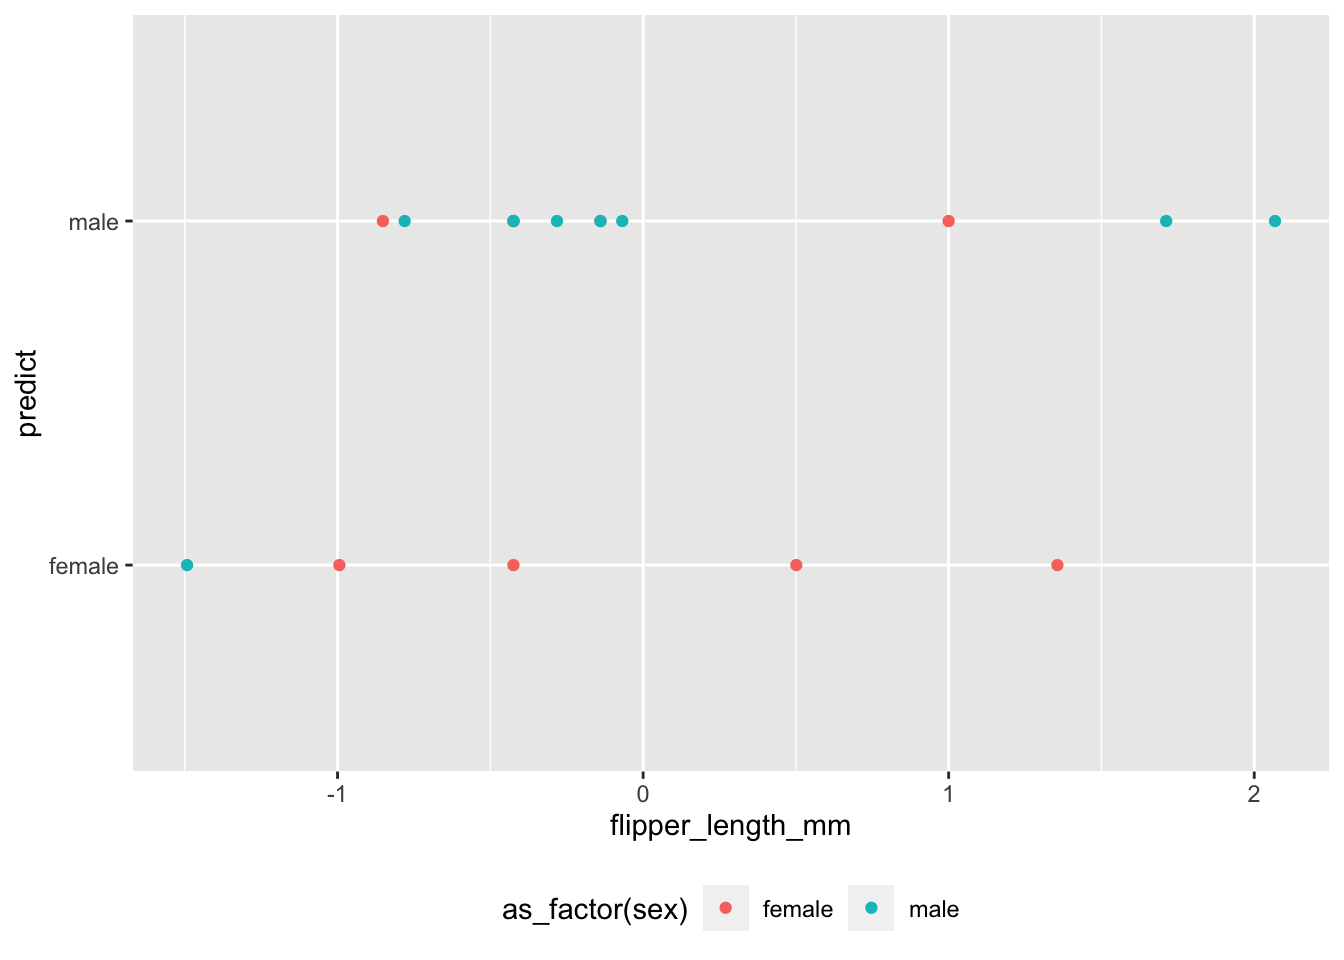 male
female
predict
-1 0 1 2
flipper_length_mm
as_factor(sex) female male